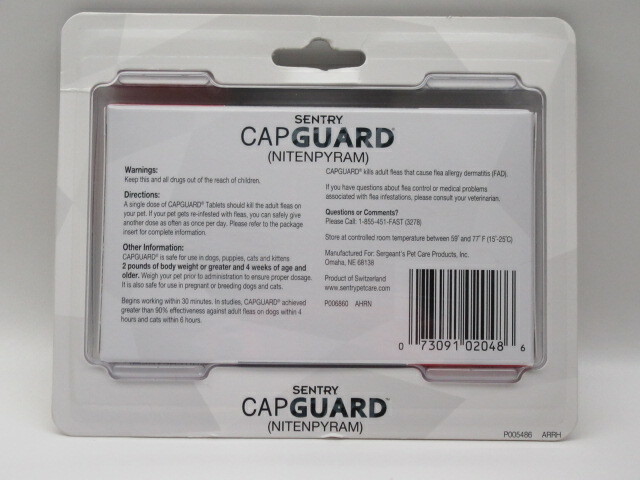 SENTRY
CAPGUARD
(NITENPYRAM)
Warnings:
Keep this and all drugs out of the reach of children.
Directions:
A single dose of CAPGUARD® Tablets should kill the adult fleas on
your pet. If your pet gets re-infested with fleas, you can safely give
another dose as often as once per day. Please refer to the package
insert for complete information.
Other Information:
CAPGUARD® is safe for use in dogs, puppies, cats and kittens
2 pounds of body weight or greater and 4 weeks of age and
older. Weigh your pet prior to administration to ensure proper dosage.
It is also safe for use in pregnant or breeding dogs and cats.
Begins working within 30 minutes. In studies, CAPGUARD® achieved
greater than 90% effectiveness against adult fleas on dogs within 4
hours and cats within 6 hours.
CAPGUARD® kills adult fleas that cause flea allergy dermatitis (FAD).
If you have questions about flea control or medical problems
associated with flea infestations, please consult your veterinarian.
Questions or Comments?
Please Call: 1-855-451-FAST (3278)
Store at controlled room temperature between 59° and 77° F (15°-25°C)
Manufactured For: Sergeant's Pet Care Products, Inc.
Omaha, NE 68138
Product of Switzerland
www.sentrypetcare.com
P006860 AHRN
0 73091 02048 6
SENTRY
CAPGUARD™
(NITENPYRAM)
P005486 ARRH